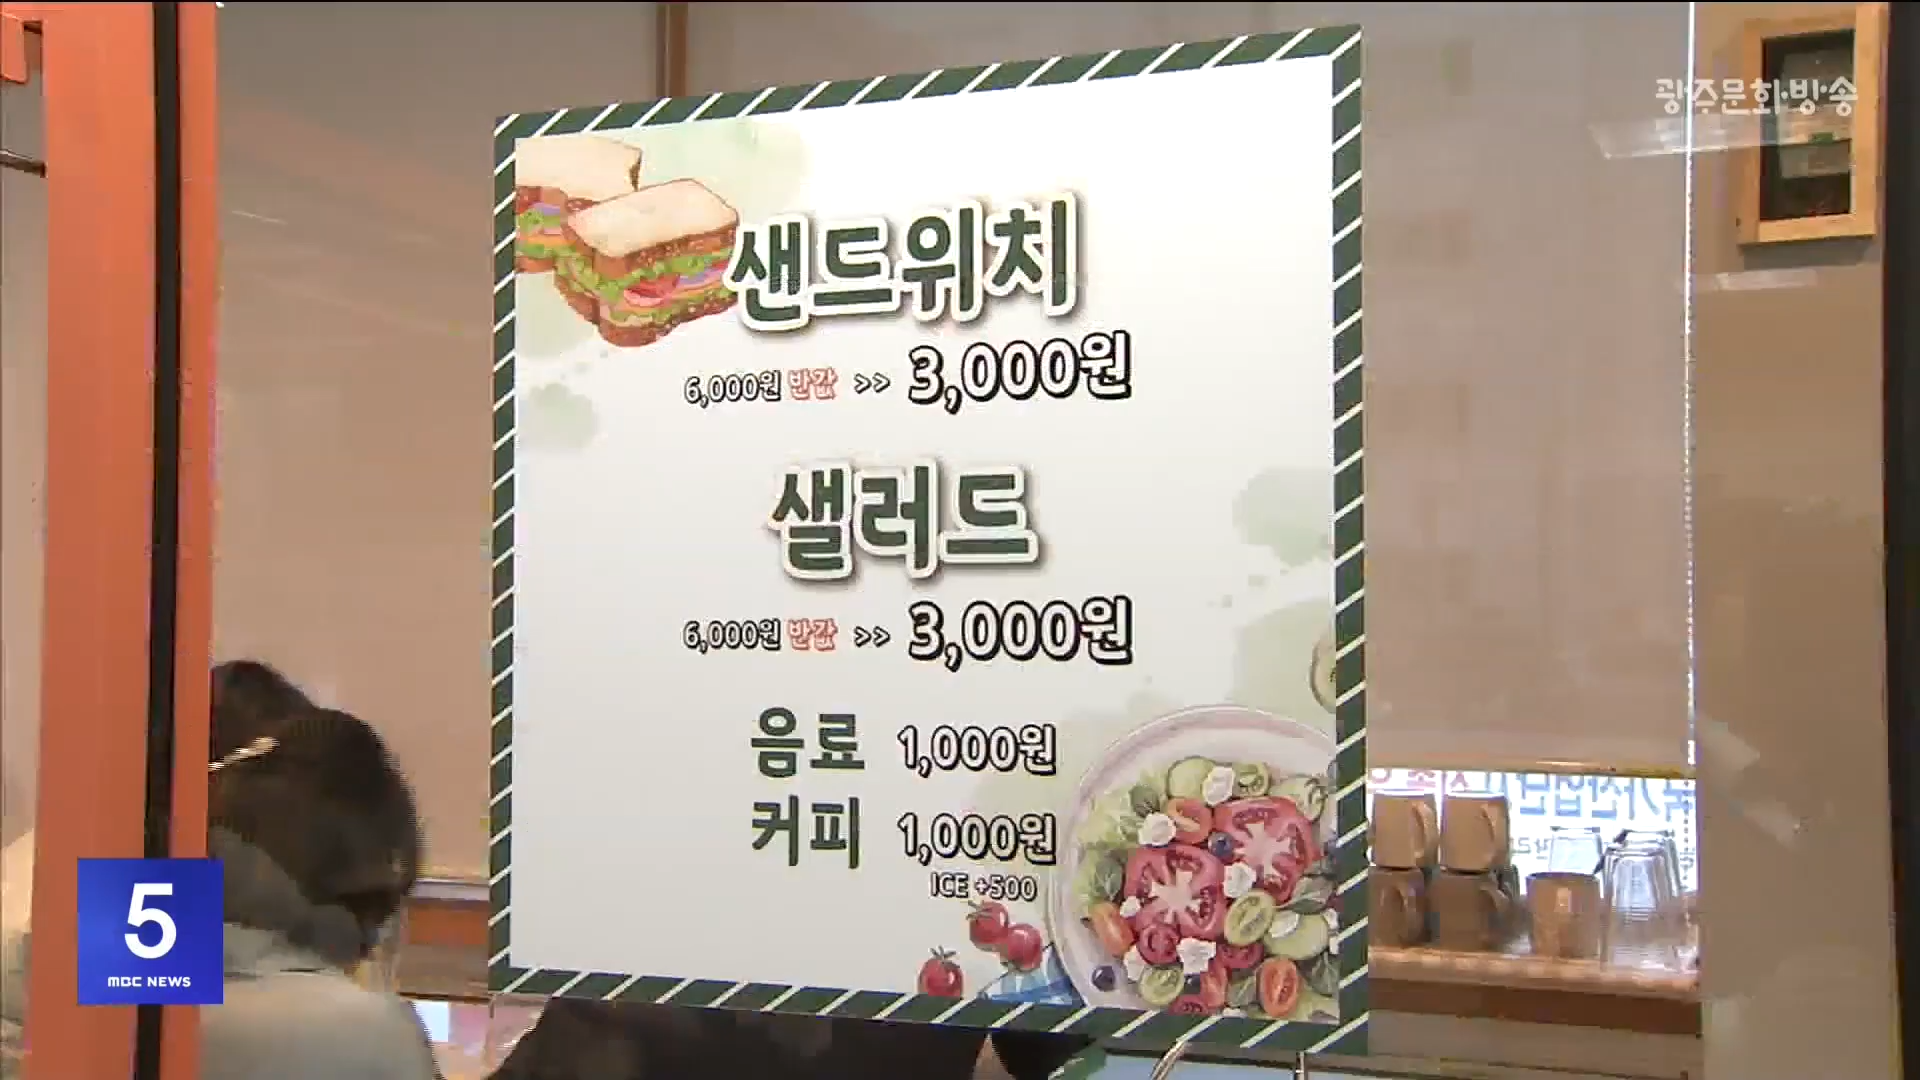 광주문화방송
샌드위치
6,000원 반값 >> 3,000원
샐러드
6,000원 반값 >> 3,000원
음료 1,000원
커피 1,000원
ICE +500
5
MBC NEWS